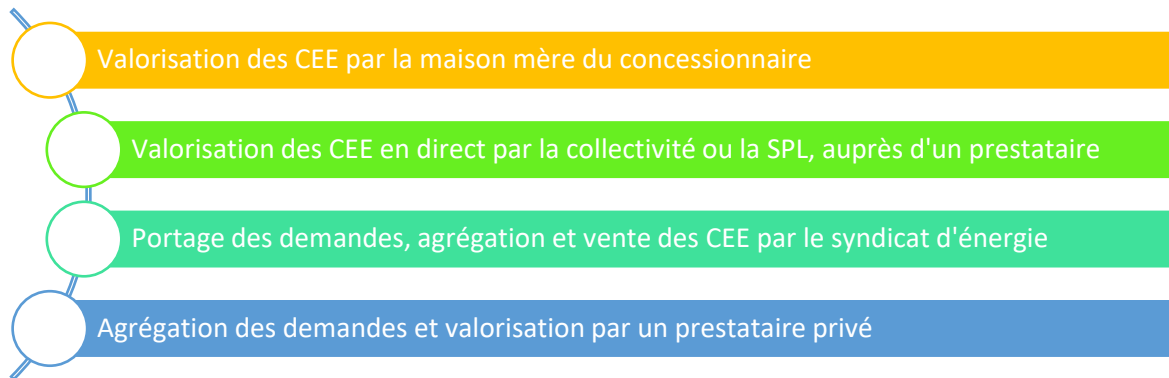 Valorisation des CEE par la maison mère du concessionnaire
Valorisation des CEE en direct par la collectivité ou la SPL, auprès d'un prestataire
Portage des demandes, agrégation et vente des CEE par le syndicat d'énergie
Agrégation des demandes et valorisation par un prestataire privé